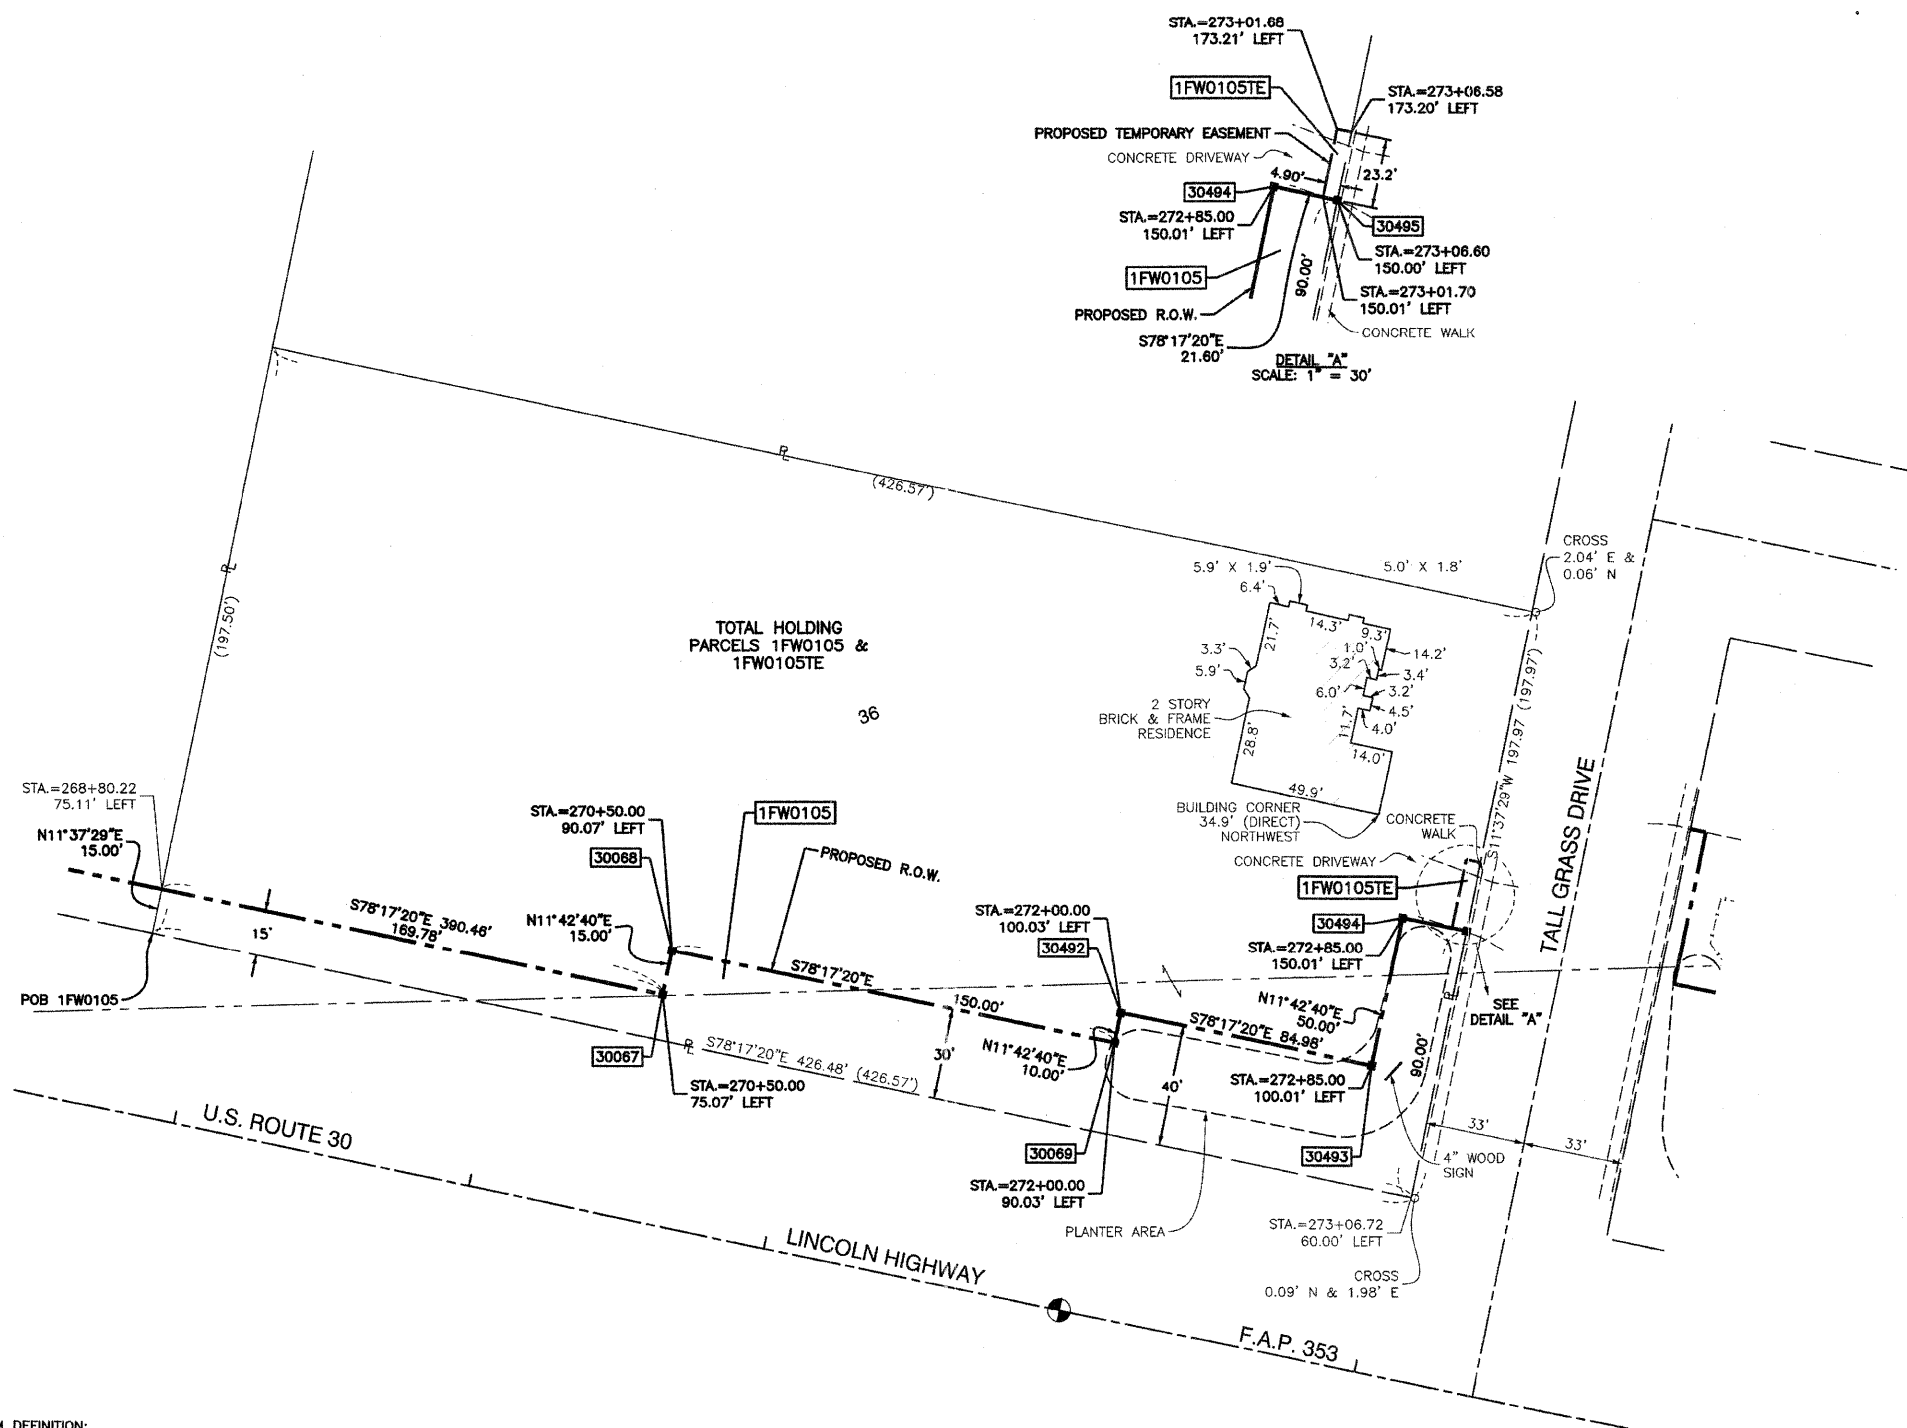 STA.=273+01.68
173.21' LEFT
1FW0105TE
STA.=273+06.58
173.20' LEFT
PROPOSED TEMPORARY EASEMENT
CONCRETE DRIVEWAY
4.90'
23.2'
30494
STA.=272+85.00
150.01' LEFT
30495
STA.=273+06.60
150.00' LEFT
1FW0105
90.00'
STA.=273+01.70
150.01' LEFT
PROPOSED R.O.W.
CONCRETE WALK
S78°17'20"E
21.60'
DETAIL "A"
SCALE: 1" = 30'
PL
(426.57')
PL
(197.50')
CROSS
2.04' E &
0.06' N
5.9' X 1.9'
5.0' X 1.8'
6.4'
TOTAL HOLDING
PARCELS 1FW0105 &
1FW0105TE
36
21.7'
14.3'
9.3'
1.0'
14.2'
3.3'
3.2'
3.4'
5.9'
6.0'
3.2'
4.5'
2 STORY
BRICK & FRAME
RESIDENCE
11.7'
4.0'
28.8'
14.0'
49.9'
BUILDING CORNER
34.9' (DIRECT)
NORTHWEST
CONCRETE
WALK
S11°37'29"W 197.97 (197.97')
TALL GRASS DRIVE
CONCRETE DRIVEWAY
1FW0105TE
STA.=268+80.22
75.11' LEFT
N11°37'29"E
15.00'
STA.=270+50.00
90.07' LEFT
1FW0105
30068
PROPOSED R.O.W.
S78°17'20"E 390.46'
169.78'
15'
N11°42'40"E
15.00'
STA.=272+00.00
100.03' LEFT
30492
30494
STA.=272+85.00
150.01' LEFT
POB 1FW0105
S78°17'20"E
150.00'
N11°42'40"E
50.00'
PL
SEE
DETAIL "A"
S78°17'20"E 84.98'
30067
PL
S78°17'20"E 426.48' (426.57')
30'
N11°42'40"E
10.00'
90.00'
STA.=270+50.00
75.07' LEFT
40'
STA.=272+85.00
100.01' LEFT
U.S. ROUTE 30
30069
30493
33'
33'
4" WOOD
SIGN
STA.=272+00.00
90.03' LEFT
PLANTER AREA
STA.=273+06.72
60.00' LEFT
LINCOLN HIGHWAY
CROSS
0.09' N & 1.98' E
F.A.P. 353
DEFINITION: